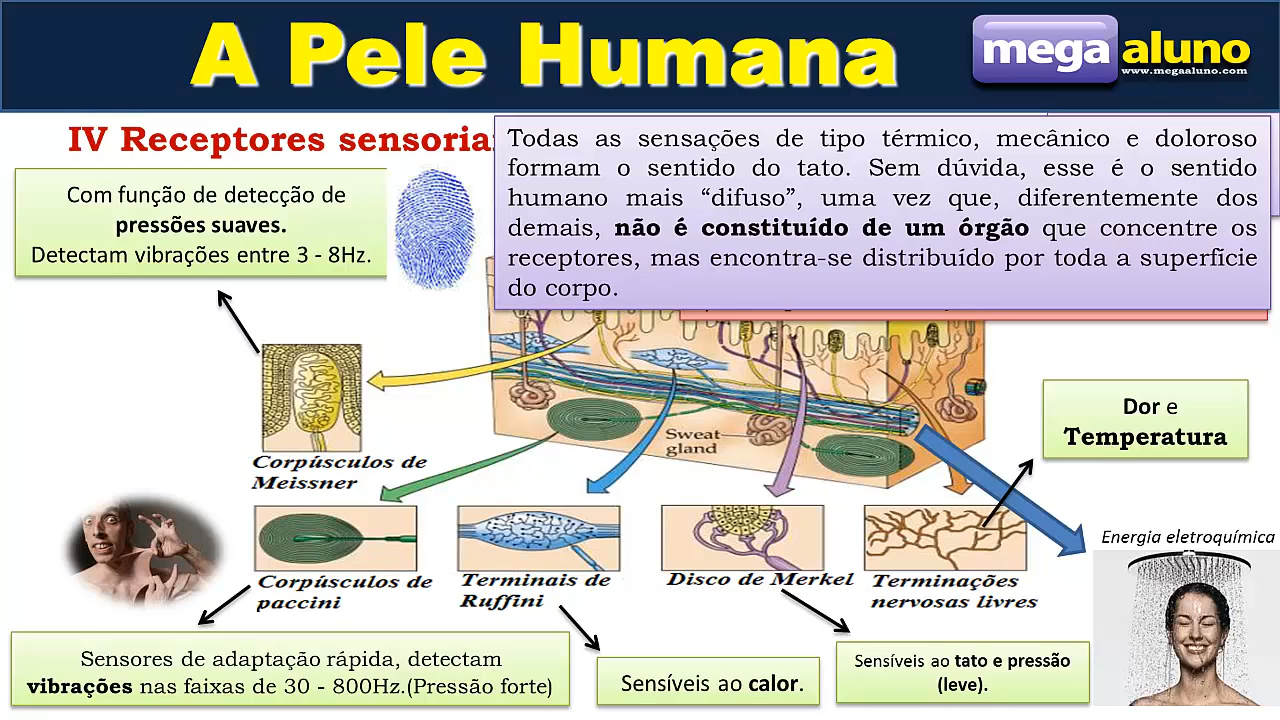 A Pele Humana
mega aluno
www.megaaluno.com
IV Receptores sensoria
Todas as sensações de tipo térmico, mecânico e doloroso
formam o sentido do tato. Sem dúvida, esse é o sentido
humano mais “difuso”, uma vez que, diferentemente dos
demais, não é constituído de um órgão que concentre os
receptores, mas encontra-se distribuído por toda a superfície
do corpo.
Com função de detecção de
pressões suaves.
Detectam vibrações entre 3 - 8Hz.
Dor e
Temperatura
Sweat
gland
Corpúsculos de
Meissner
Energia eletroquímica
Corpúsculos de
paccini
Terminais de
Ruffini
Disco de Merkel
Terminações
nervosas livres
Sensores de adaptação rápida, detectam
vibrações nas faixas de 30 - 800Hz.(Pressão forte)
Sensíveis ao calor.
Sensíveis ao tato e pressão
(leve).